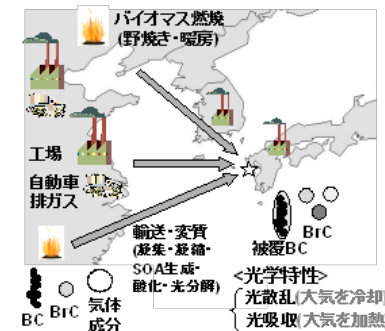 バイオマス燃焼
(野焼き・暖房)
工場
自動車
排ガス
輸送・変質
(凝集・凝縮・
SOA生成・
酸化・光分解)
BrC
被覆BC
<光学特性>
光散乱(大気を冷却)
光吸収(大気を加熱
BC
BrC
気体
成分